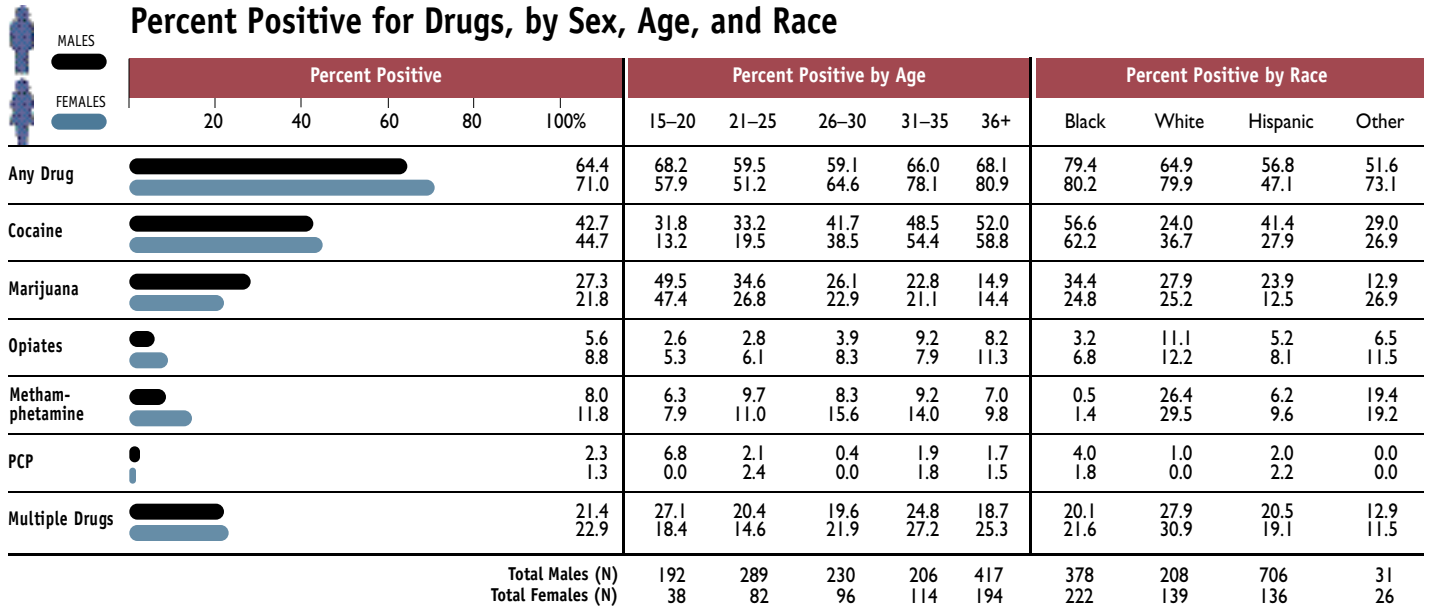 Percent Positive for Drugs, by Sex, Age, and Race
MALES
FEMALES
Percent Positive Percent Positive by Age Percent Positive by Race
20 40 60 80 100% 15–20 21–25 26–30 31–35 36+ Black White Hispanic Other
Any Drug
64.4 68.2 59.5 59.1 66.0 68.1 79.4 64.9 56.8 51.6
71.0 57.9 51.2 64.6 78.1 80.9 80.2 79.9 47.1 73.1
Cocaine
42.7 31.8 33.2 41.7 48.5 52.0 56.6 24.0 41.4 29.0
44.7 13.2 19.5 38.5 54.4 58.8 62.2 36.7 27.9 26.9
Marijuana
27.3 49.5 34.6 26.1 22.8 14.9 34.4 27.9 23.9 12.9
21.8 47.4 26.8 22.9 21.1 14.4 24.8 25.2 12.5 26.9
Opiates
5.6 2.6 2.8 3.9 9.2 8.2 3.2 11.1 5.2 6.5
8.8 5.3 6.1 8.3 7.9 11.3 6.8 12.2 8.1 11.5
Metham-
phetamine
8.0 6.3 9.7 8.3 9.2 7.0 0.5 26.4 6.2 19.4
11.8 7.9 11.0 15.6 14.0 9.8 1.4 29.5 9.6 19.2
PCP
2.3 6.8 2.1 0.4 1.9 1.7 4.0 1.0 2.0 0.0
1.3 0.0 2.4 0.0 1.8 1.5 1.8 0.0 2.2 0.0
Multiple Drugs
21.4 27.1 20.4 19.6 24.8 18.7 20.1 27.9 20.5 12.9
22.9 18.4 14.6 21.9 27.2 25.3 21.6 30.9 19.1 11.5
Total Males (N) 192 289 230 206 417 378 208 706 31
Total Females (N) 38 82 96 114 194 222 139 136 26